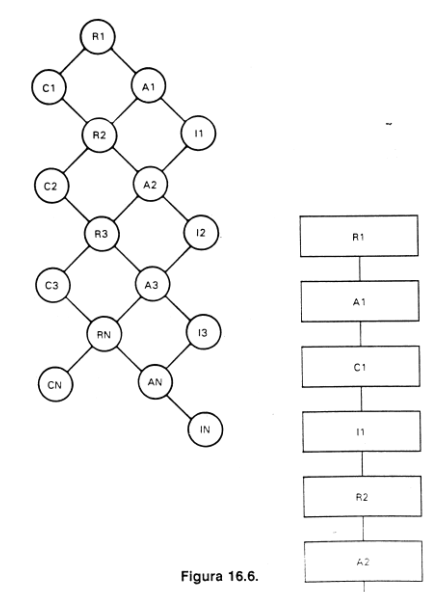 R1
C1
A1
R2
I1
C2
A2
R3
I2
C3
A3
RN
I3
CN
AN
IN
R1
A1
C1
I1
R2
A2
Figura 16.6.